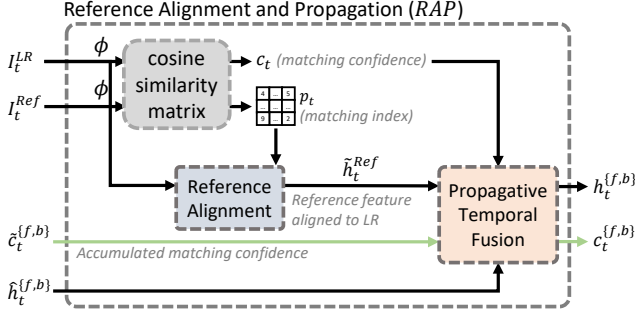 Reference Alignment and Propagation (RAP)
I_t^{LR}
ϕ
cosine
similarity
matrix
c_t (matching confidence)
I_t^{Ref}
ϕ
4 ... 5
... ... ...
9 ... 2
p_t
(matching index)
Reference
Alignment
h̃_t^{Ref}
Reference feature
aligned to LR
Propagative
Temporal
Fusion
h_t^{f,b}
c̃_t^{f,b}
Accumulated matching confidence
c_t^{f,b}
ĥ_t^{f,b}